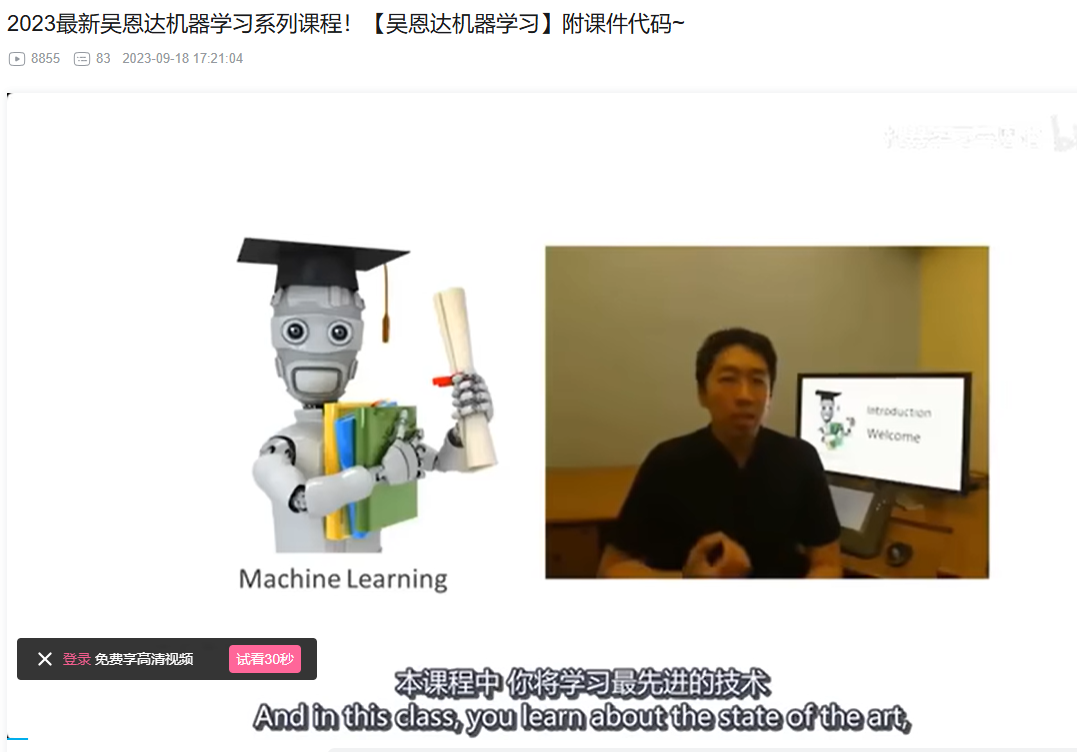 2023最新吴恩达机器学习系列课程！【吴恩达机器学习】附课件代码~
8855 83 2023-09-18 17:21:04
Introduction
Welcome
Machine Learning
登录 免费享高清视频 试看30秒
本课程中 你将学习最先进的技术
And in this class, you learn about the state of the art,